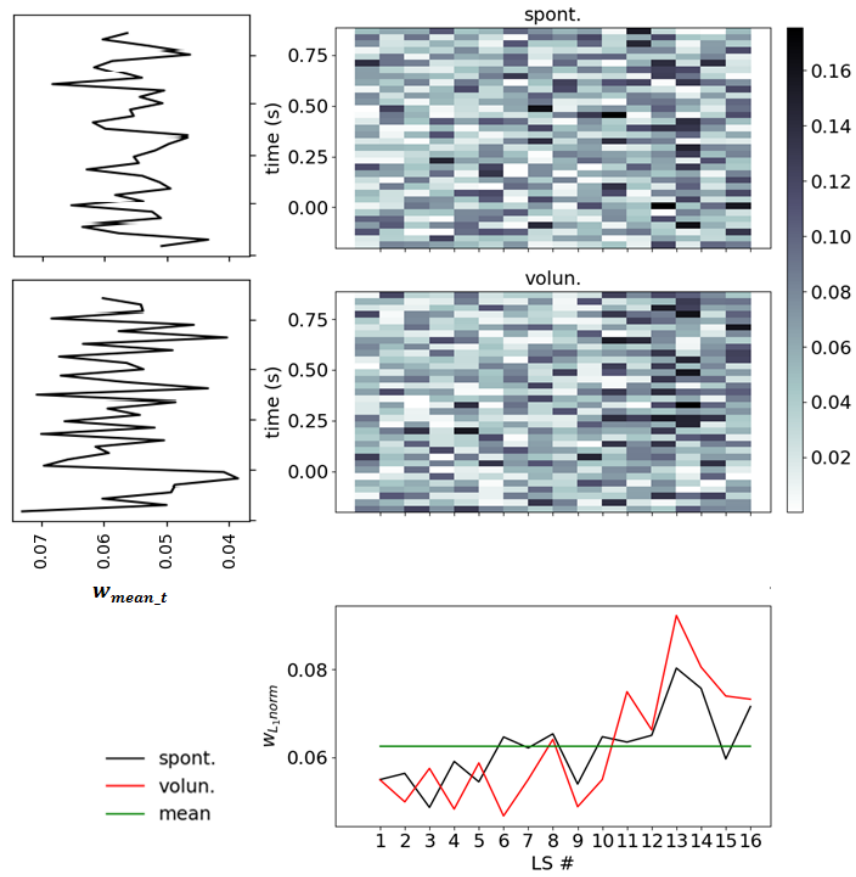 spont.
time (s)
0.75
0.50
0.25
0.00
0.16
0.14
0.12
0.10
0.08
0.06
0.04
0.02
volun.
time (s)
0.75
0.50
0.25
0.00
0.07 0.06 0.05 0.04
w_mean_t
w_L₁norm
0.08
0.06
1 2 3 4 5 6 7 8 9 10 11 12 13 14 15 16
LS #
spont.
volun.
mean